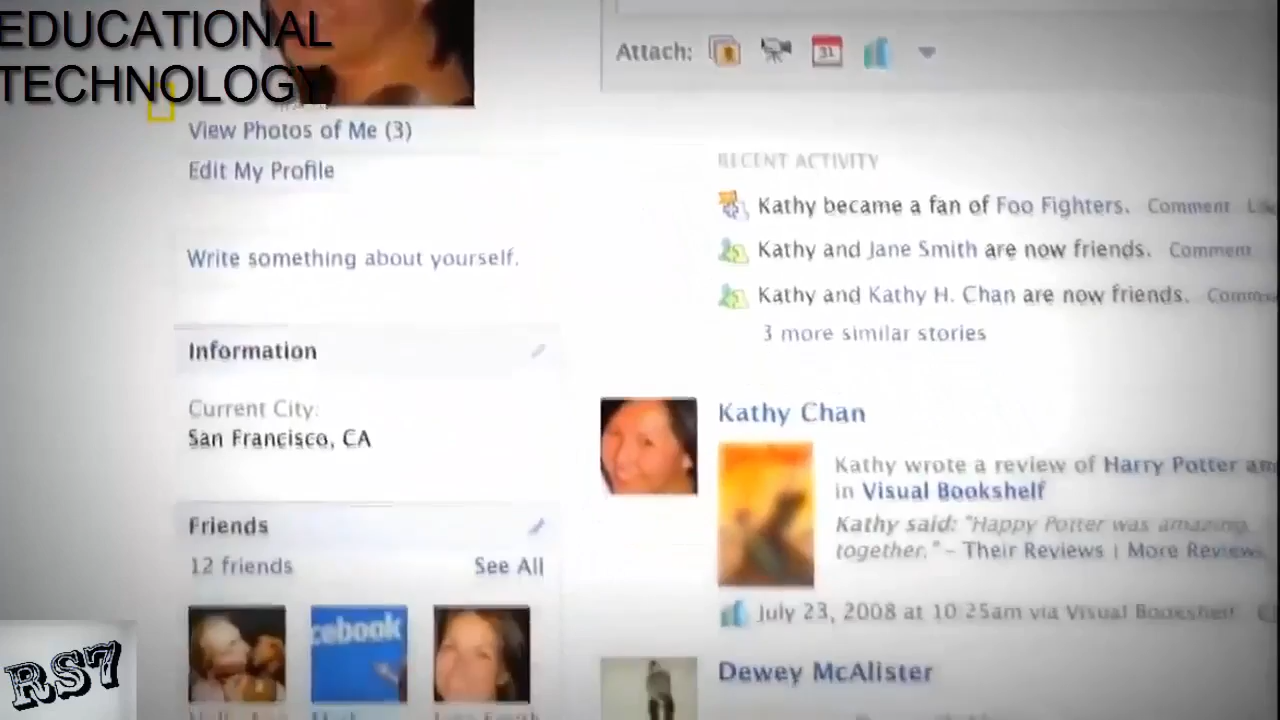 EDUCATIONAL
TECHNOLOGY
Attach:
31
View Photos of Me (3)
Edit My Profile
RECENT ACTIVITY
Kathy became a fan of Foo Fighters. Comment
Kathy and Jane Smith are now friends. Comment
Kathy and Kathy H. Chan are now friends.
3 more similar stories
Write something about yourself.
Information
Current City:
San Francisco, CA
Friends
12 friends
See All
cebook
Kathy Chan
Kathy wrote a review of Harry Potter
in Visual Bookshelf
Kathy said: "Happy Potter was amazing,
together." - Their Reviews | More Reviews
July 23, 2008 at 10:25am via Visual Bookshelf
Dewey McAlister
RS7